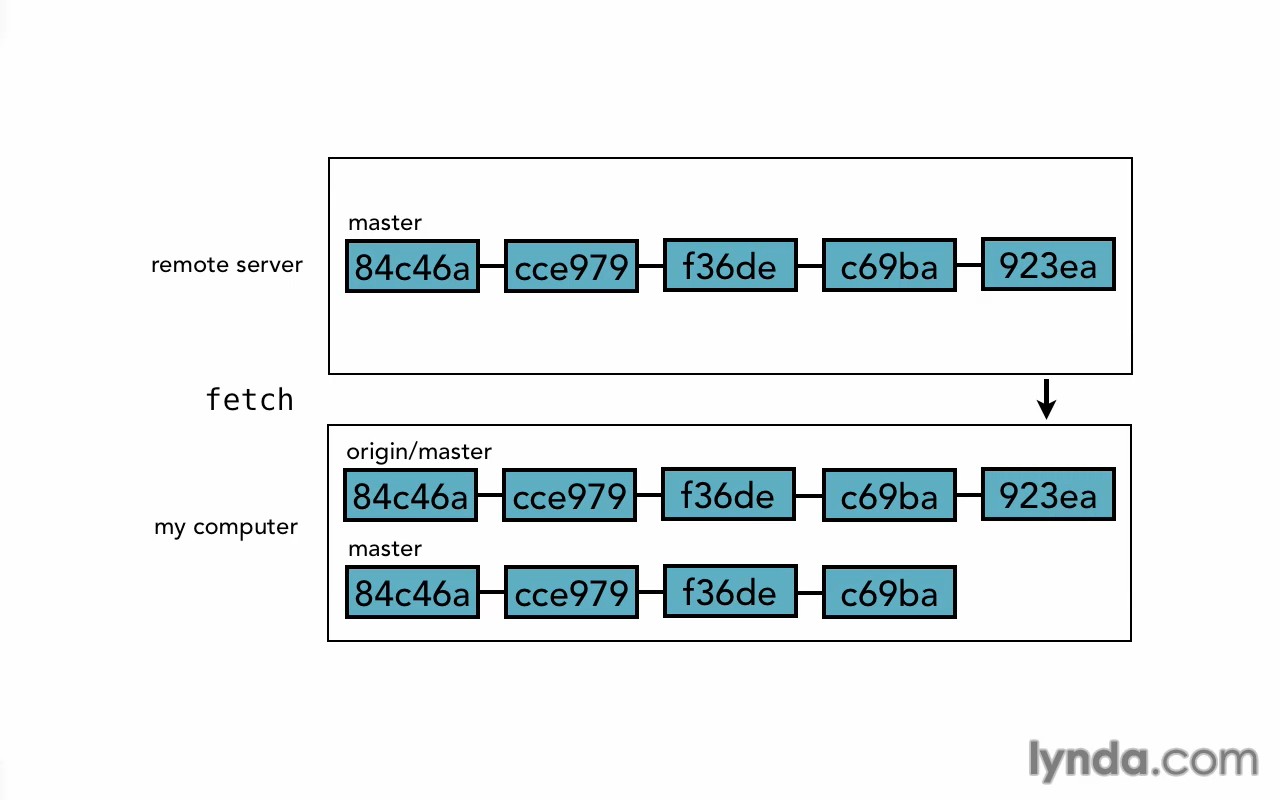 master
remote server
84c46a cce979 f36de c69ba 923ea
fetch
origin/master
84c46a cce979 f36de c69ba 923ea
my computer
master
84c46a cce979 f36de c69ba
lynda.com